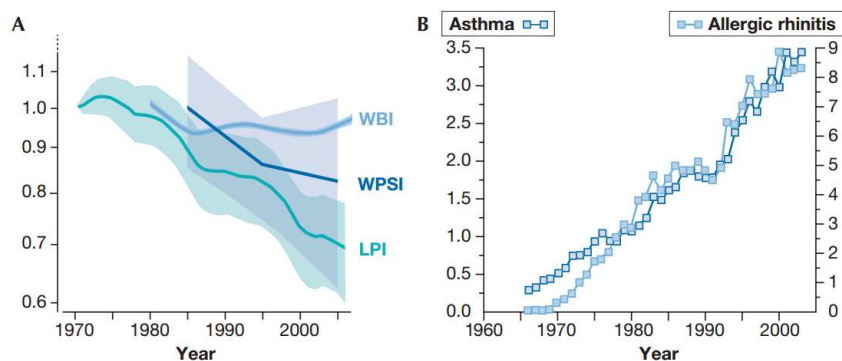 A
1.1
1.0
0.9
0.8
0.7
0.6
1970 1980 1990 2000
Year
WBI
WPSI
LPI
B
Asthma
Allergic rhinitis
3.5
3.0
2.5
2.0
1.5
1.0
0.5
0.0
9
8
7
6
5
4
3
2
1
0
1960 1970 1980 1990 2000
Year